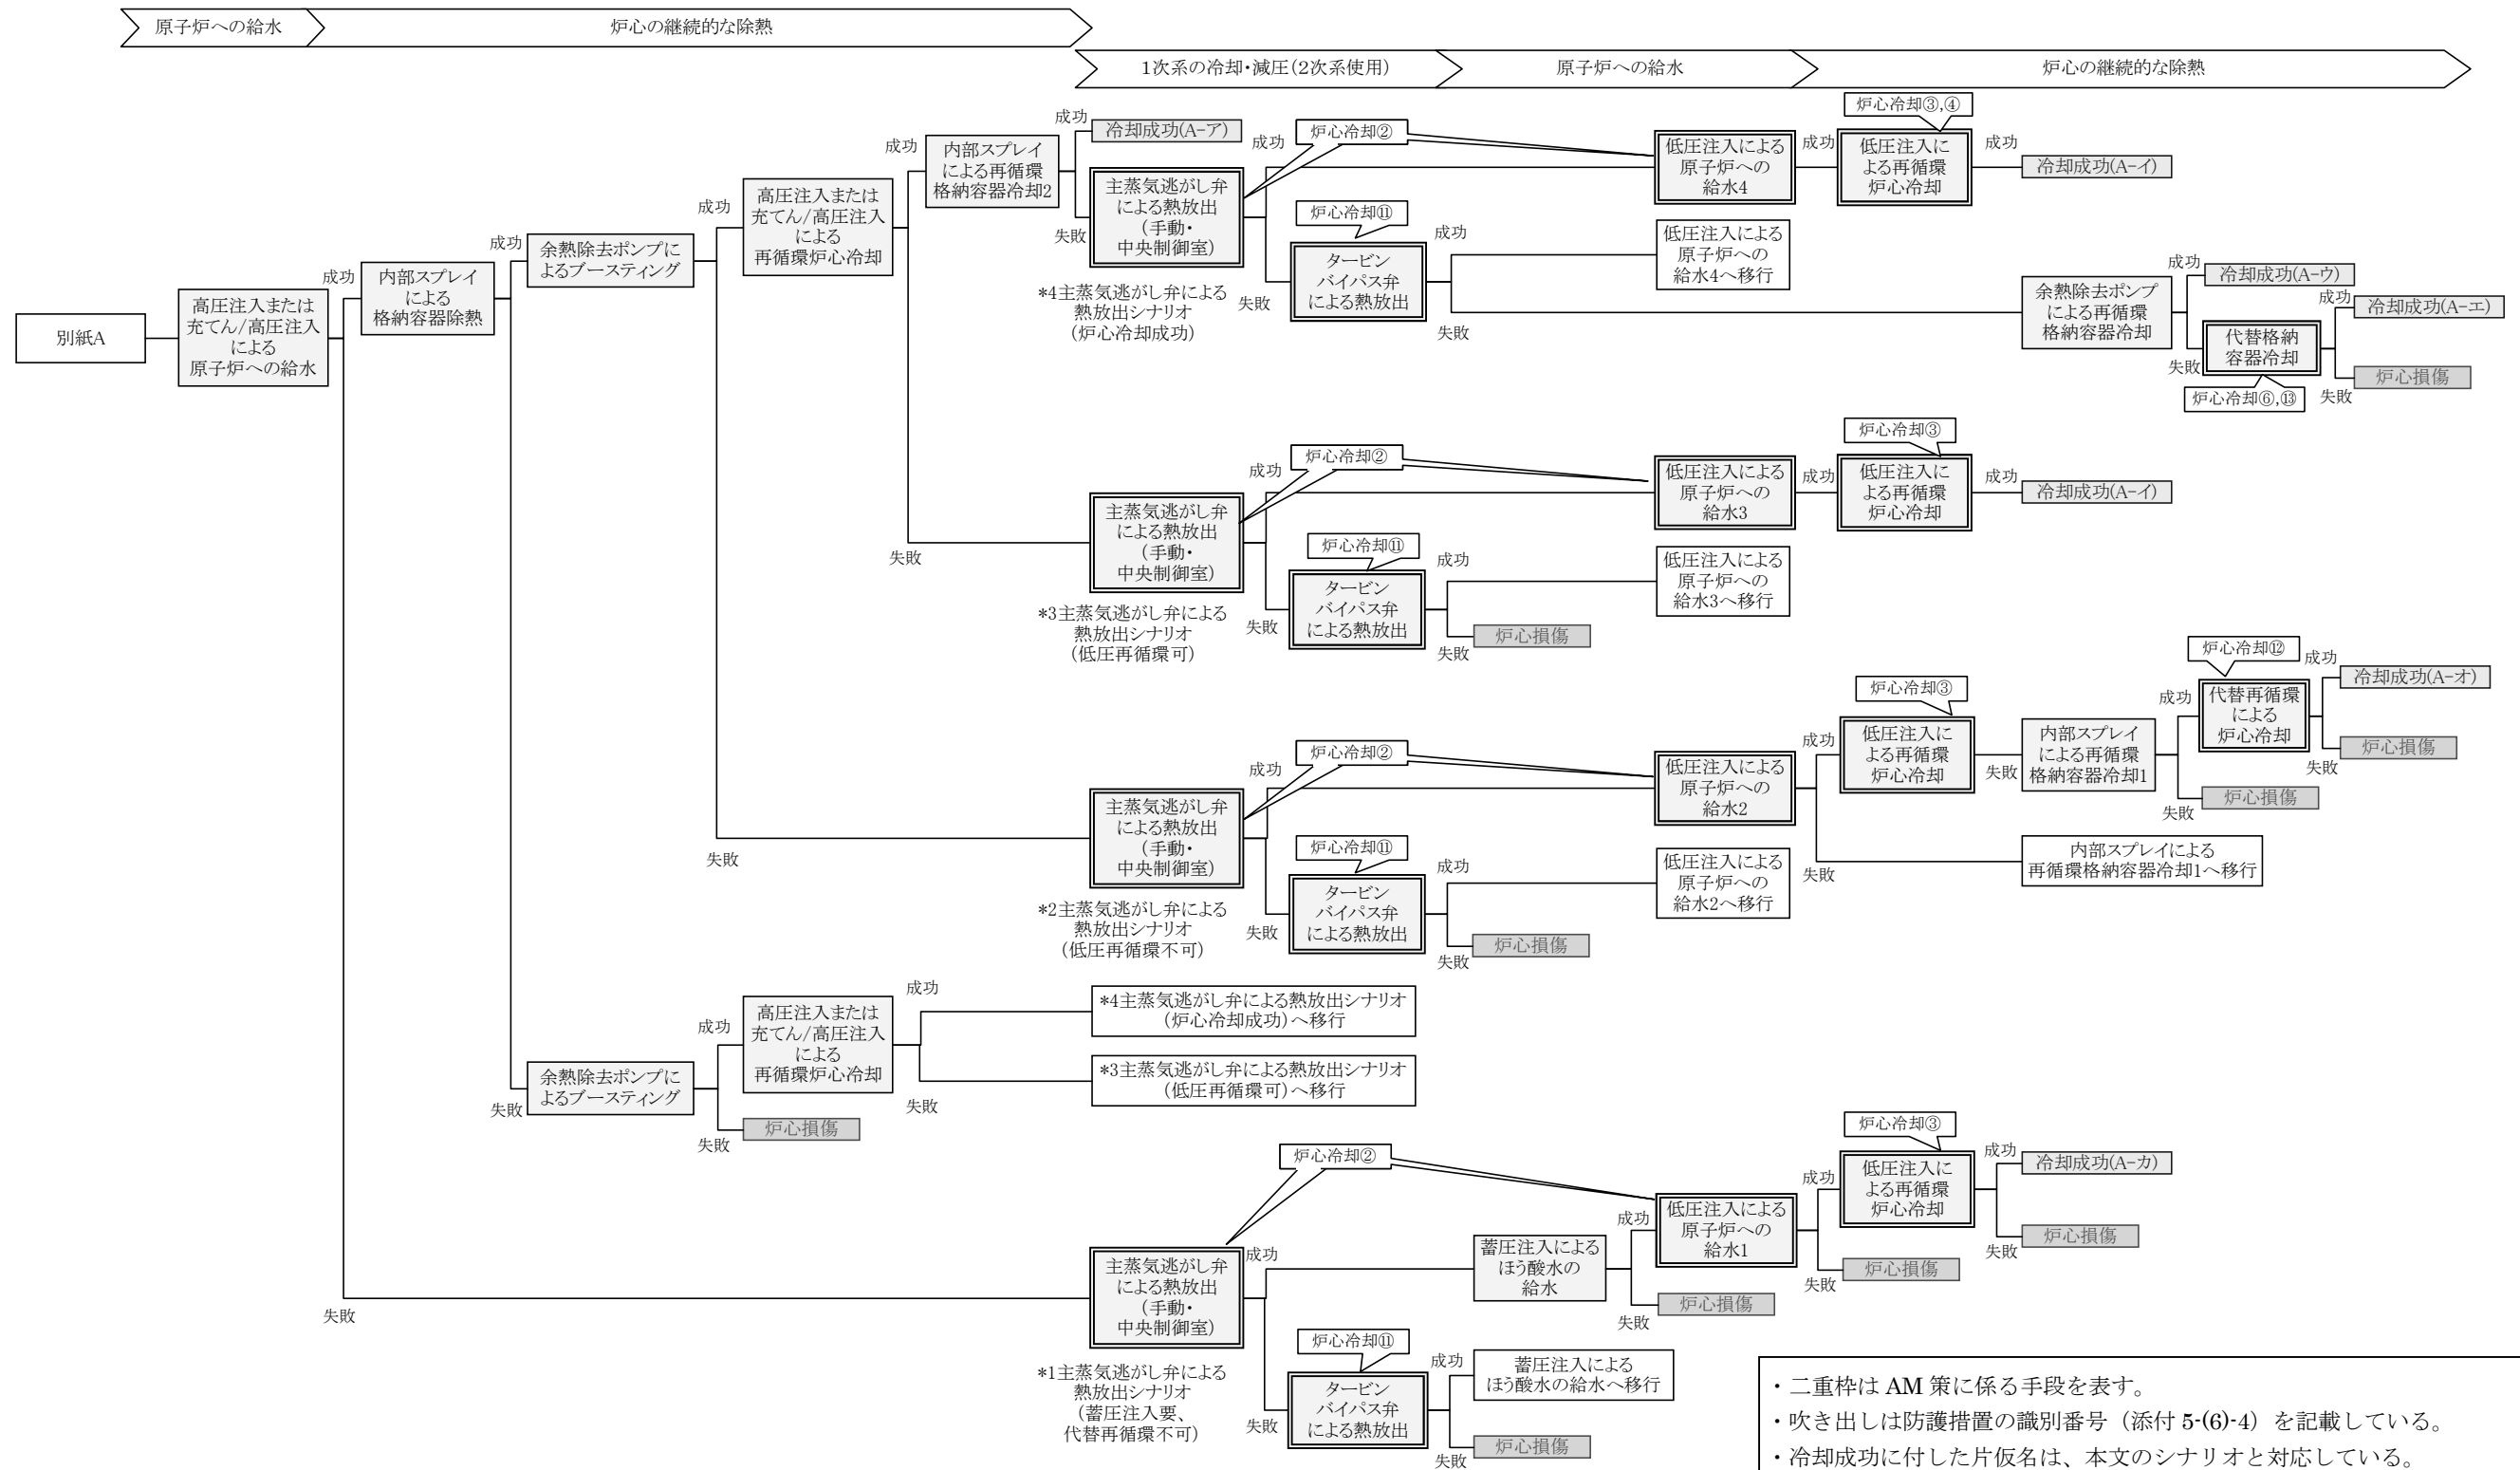 原子炉への給水
炉心の継続的な除熱
1次系の冷却・減圧(2次系使用)
原子炉への給水
炉心の継続的な除熱
別紙A
高圧注入または
充てん/高圧注入
による
原子炉への給水
成功
失敗
内部スプレイ
による
格納容器除熱
成功
失敗
余熱除去ポンプに
よるブースティング
成功
失敗
高圧注入または
充てん/高圧注入
による
再循環炉心冷却
成功
失敗
内部スプレイ
による再循環
格納容器冷却2
成功
冷却成功(A-ア)
失敗
主蒸気逃がし弁
による熱放出
(手動・
中央制御室)
*4主蒸気逃がし弁による
熱放出シナリオ
(炉心冷却成功)
成功
失敗
炉心冷却②
炉心冷却⑪
タービン
バイパス弁
による熱放出
成功
失敗
低圧注入による
原子炉への
給水4
成功
炉心冷却③,④
低圧注入に
よる再循環
炉心冷却
成功
冷却成功(A-イ)
低圧注入による
原子炉への
給水4へ移行
余熱除去ポンプ
による再循環
格納容器冷却
成功
冷却成功(A-ウ)
失敗
代替格納
容器冷却
炉心冷却⑥,⑬
成功
冷却成功(A-エ)
失敗
炉心損傷
主蒸気逃がし弁
による熱放出
(手動・
中央制御室)
*3主蒸気逃がし弁による
熱放出シナリオ
(低圧再循環可)
成功
失敗
炉心冷却②
炉心冷却⑪
タービン
バイパス弁
による熱放出
成功
失敗
炉心損傷
低圧注入による
原子炉への
給水3
成功
炉心冷却③
低圧注入に
よる再循環
炉心冷却
成功
冷却成功(A-イ)
低圧注入による
原子炉への
給水3へ移行
主蒸気逃がし弁
による熱放出
(手動・
中央制御室)
*2主蒸気逃がし弁による
熱放出シナリオ
(低圧再循環不可)
成功
失敗
炉心冷却②
炉心冷却⑪
タービン
バイパス弁
による熱放出
成功
失敗
炉心損傷
低圧注入による
原子炉への
給水2
成功
失敗
炉心冷却③
低圧注入に
よる再循環
炉心冷却
失敗
内部スプレイ
による再循環
格納容器冷却1
成功
失敗
炉心損傷
炉心冷却⑫
代替再循環
による
炉心冷却
成功
冷却成功(A-オ)
失敗
炉心損傷
低圧注入による
原子炉への
給水2へ移行
内部スプレイによる
再循環格納容器冷却1へ移行
余熱除去ポンプに
よるブースティング
成功
失敗
炉心損傷
高圧注入または
充てん/高圧注入
による
再循環炉心冷却
成功
失敗
*4主蒸気逃がし弁による熱放出シナリオ
(炉心冷却成功)へ移行
*3主蒸気逃がし弁による熱放出シナリオ
(低圧再循環可)へ移行
主蒸気逃がし弁
による熱放出
(手動・
中央制御室)
*1主蒸気逃がし弁による
熱放出シナリオ
(蓄圧注入要、
代替再循環不可)
成功
失敗
炉心冷却②
炉心冷却⑪
タービン
バイパス弁
による熱放出
成功
失敗
炉心損傷
蓄圧注入による
ほう酸水の
給水
成功
失敗
炉心損傷
蓄圧注入による
ほう酸水の給水へ移行
低圧注入による
原子炉への
給水1
成功
失敗
炉心損傷
炉心冷却③
低圧注入に
よる再循環
炉心冷却
成功
冷却成功(A-カ)
失敗
炉心損傷
・二重枠は AM 策に係る手段を表す。
・吹き出しは防護措置の識別番号（添付 5-(6)-4）を記載している。
・冷却成功に付した片仮名は、本文のシナリオと対応している。